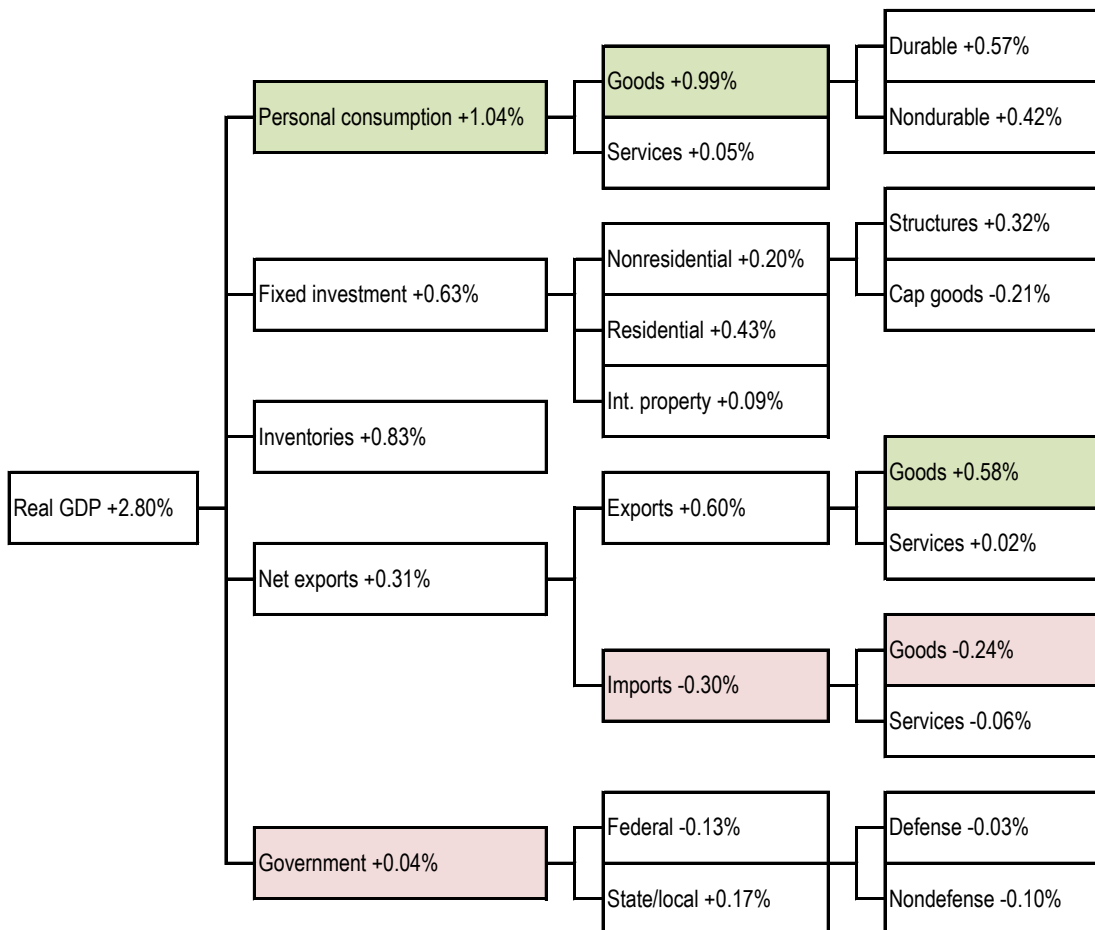 Real GDP +2.80%
Personal consumption +1.04%
Goods +0.99%
Services +0.05%
Durable +0.57%
Nondurable +0.42%
Fixed investment +0.63%
Nonresidential +0.20%
Residential +0.43%
Int. property +0.09%
Structures +0.32%
Cap goods -0.21%
Inventories +0.83%
Net exports +0.31%
Exports +0.60%
Goods +0.58%
Services +0.02%
Imports -0.30%
Goods -0.24%
Services -0.06%
Government +0.04%
Federal -0.13%
State/local +0.17%
Defense -0.03%
Nondefense -0.10%